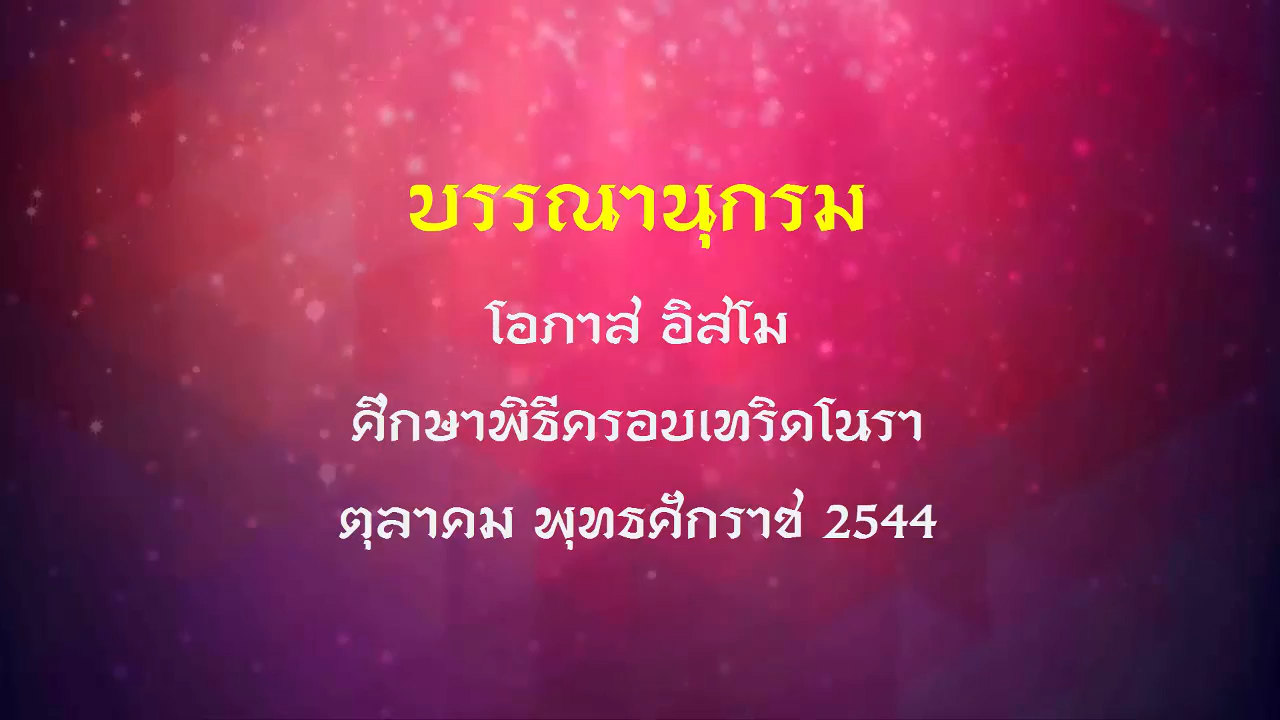 บรรณานุกรม
โอภาส อิสโม
ศึกษาพิธีครอบเทริดโนรา
ตุลาคม พุทธศักราช 2544